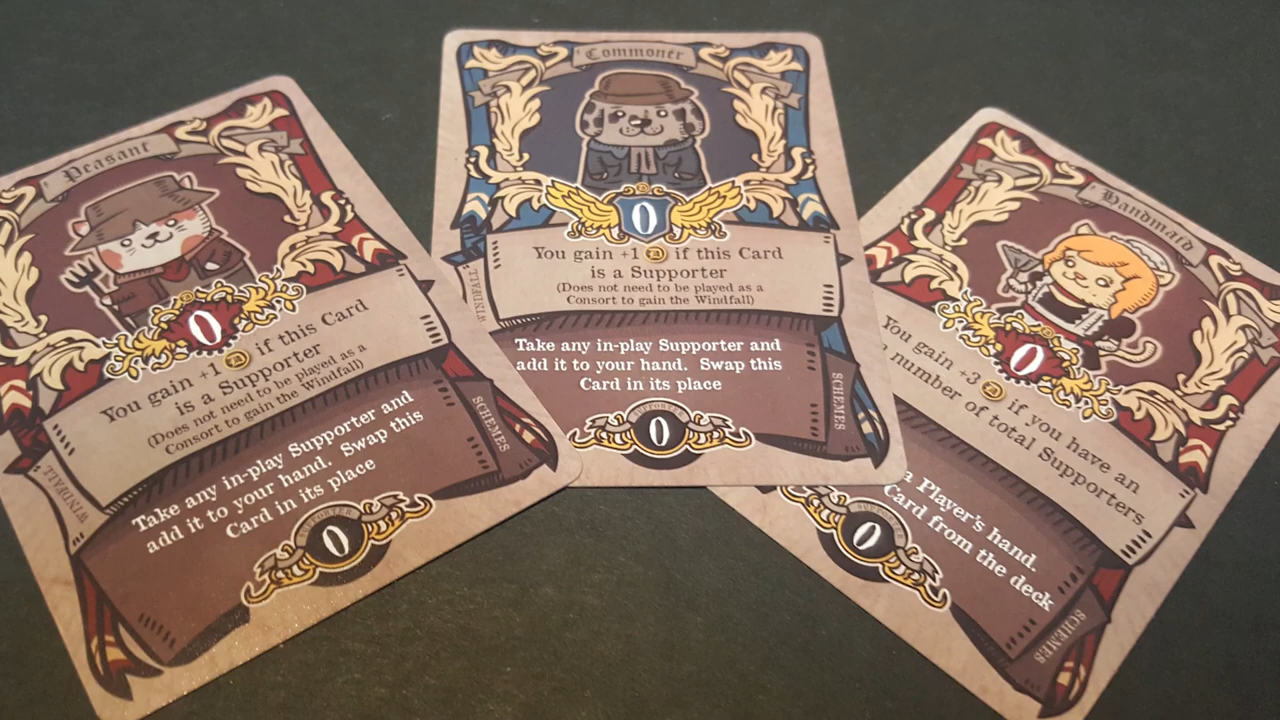 Peasant
0
You gain +1 if this Card
is a Supporter
(Does not need to be played as a
Consort to gain the Windfall)
WINDFALL
Take any in-play Supporter and
add it to your hand. Swap this
Card in its place
SCHEMES
SUPPORTER
0
Commoner
0
You gain +1 if this Card
is a Supporter
(Does not need to be played as a
Consort to gain the Windfall)
WINDFALL
Take any in-play Supporter and
add it to your hand. Swap this
Card in its place
SCHEMES
SUPPORTER
0
Handmaid
0
You gain +3 if you have an
number of total Supporters
a Player's hand.
Card from the deck
SCHEMES
SUPPORTER
0